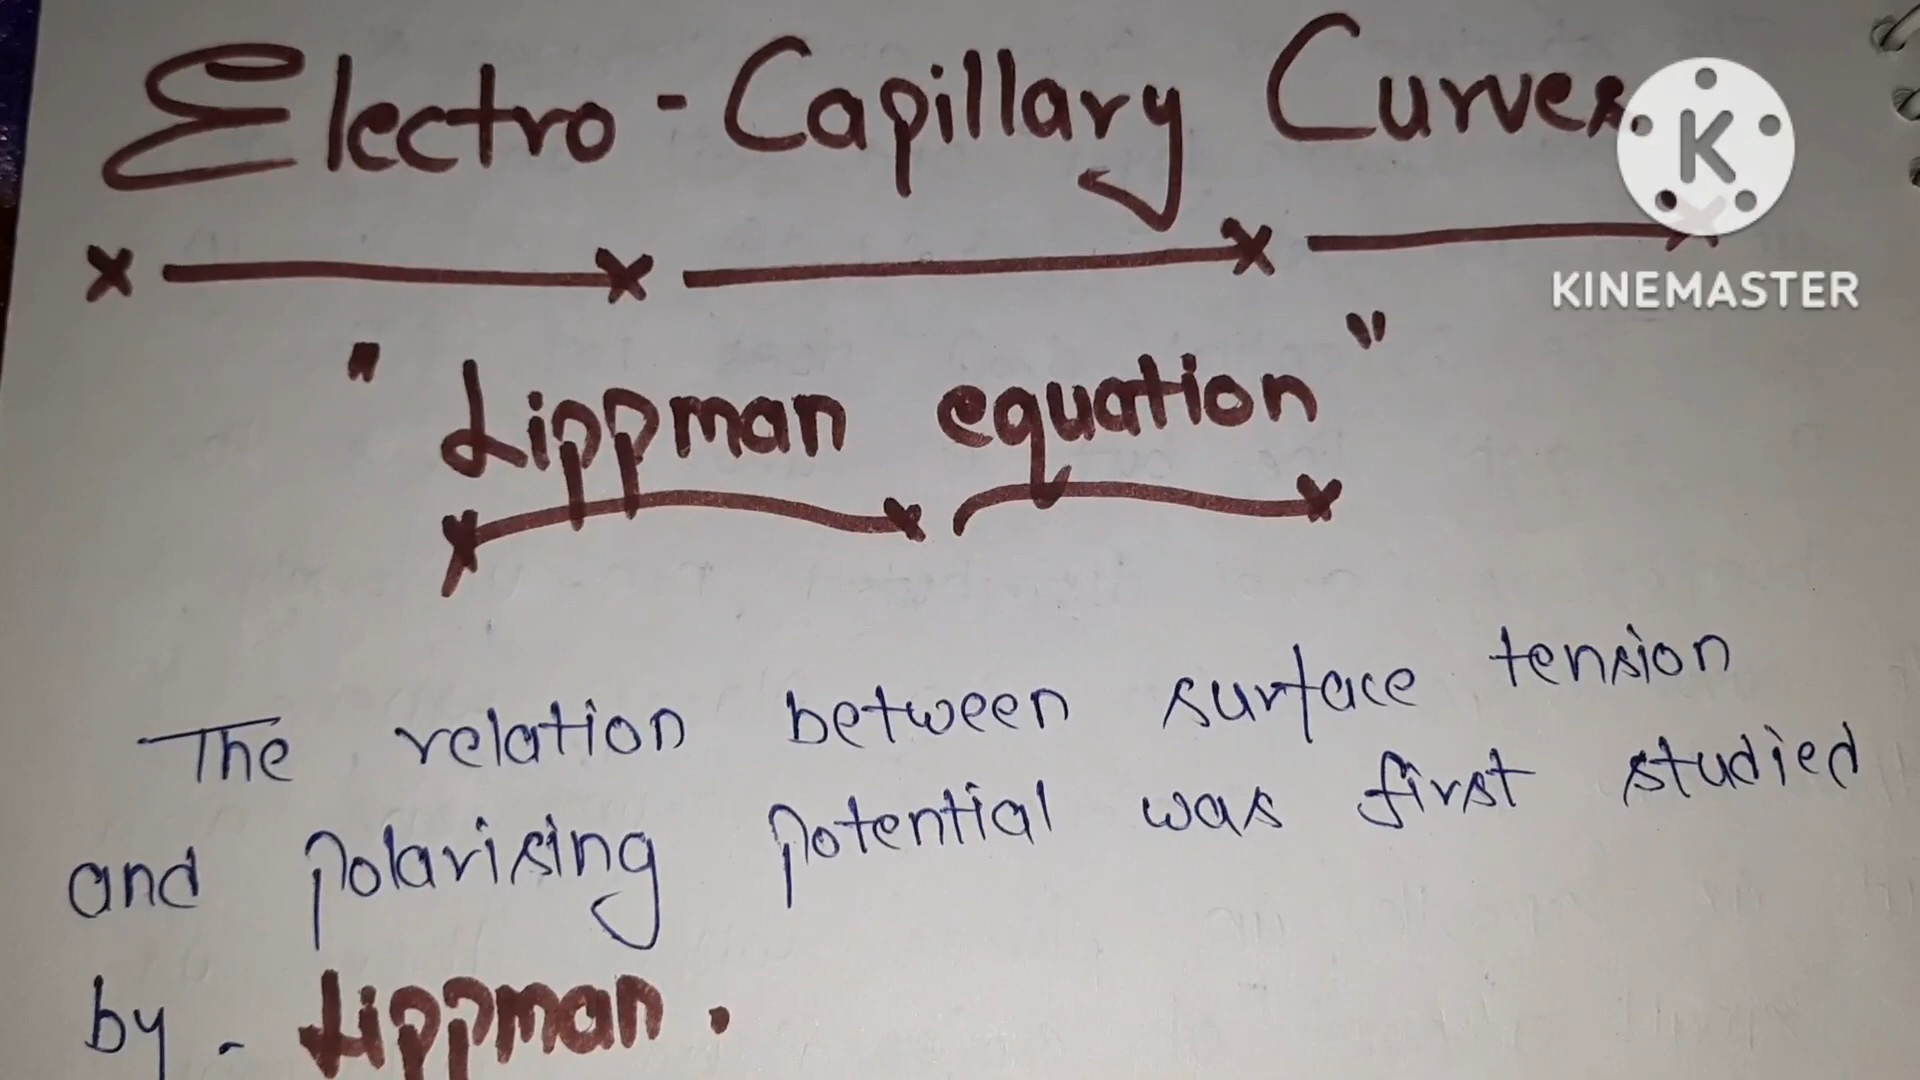 Electro - Capillary Curves
K
KINEMASTER
" Lippman equation "
The relation between surface tension
and polarising potential was first studied
by - Lippman.